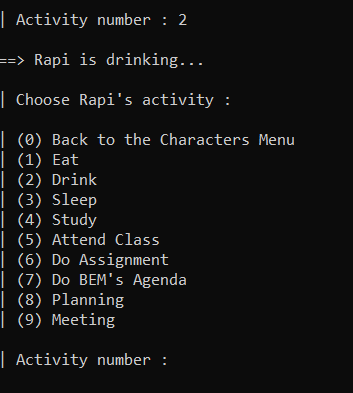 | Activity number : 2
==> Rapi is drinking...
| Choose Rapi's activity :
| (0) Back to the Characters Menu
| (1) Eat
| (2) Drink
| (3) Sleep
| (4) Study
| (5) Attend Class
| (6) Do Assignment
| (7) Do BEM's Agenda
| (8) Planning
| (9) Meeting
| Activity number :